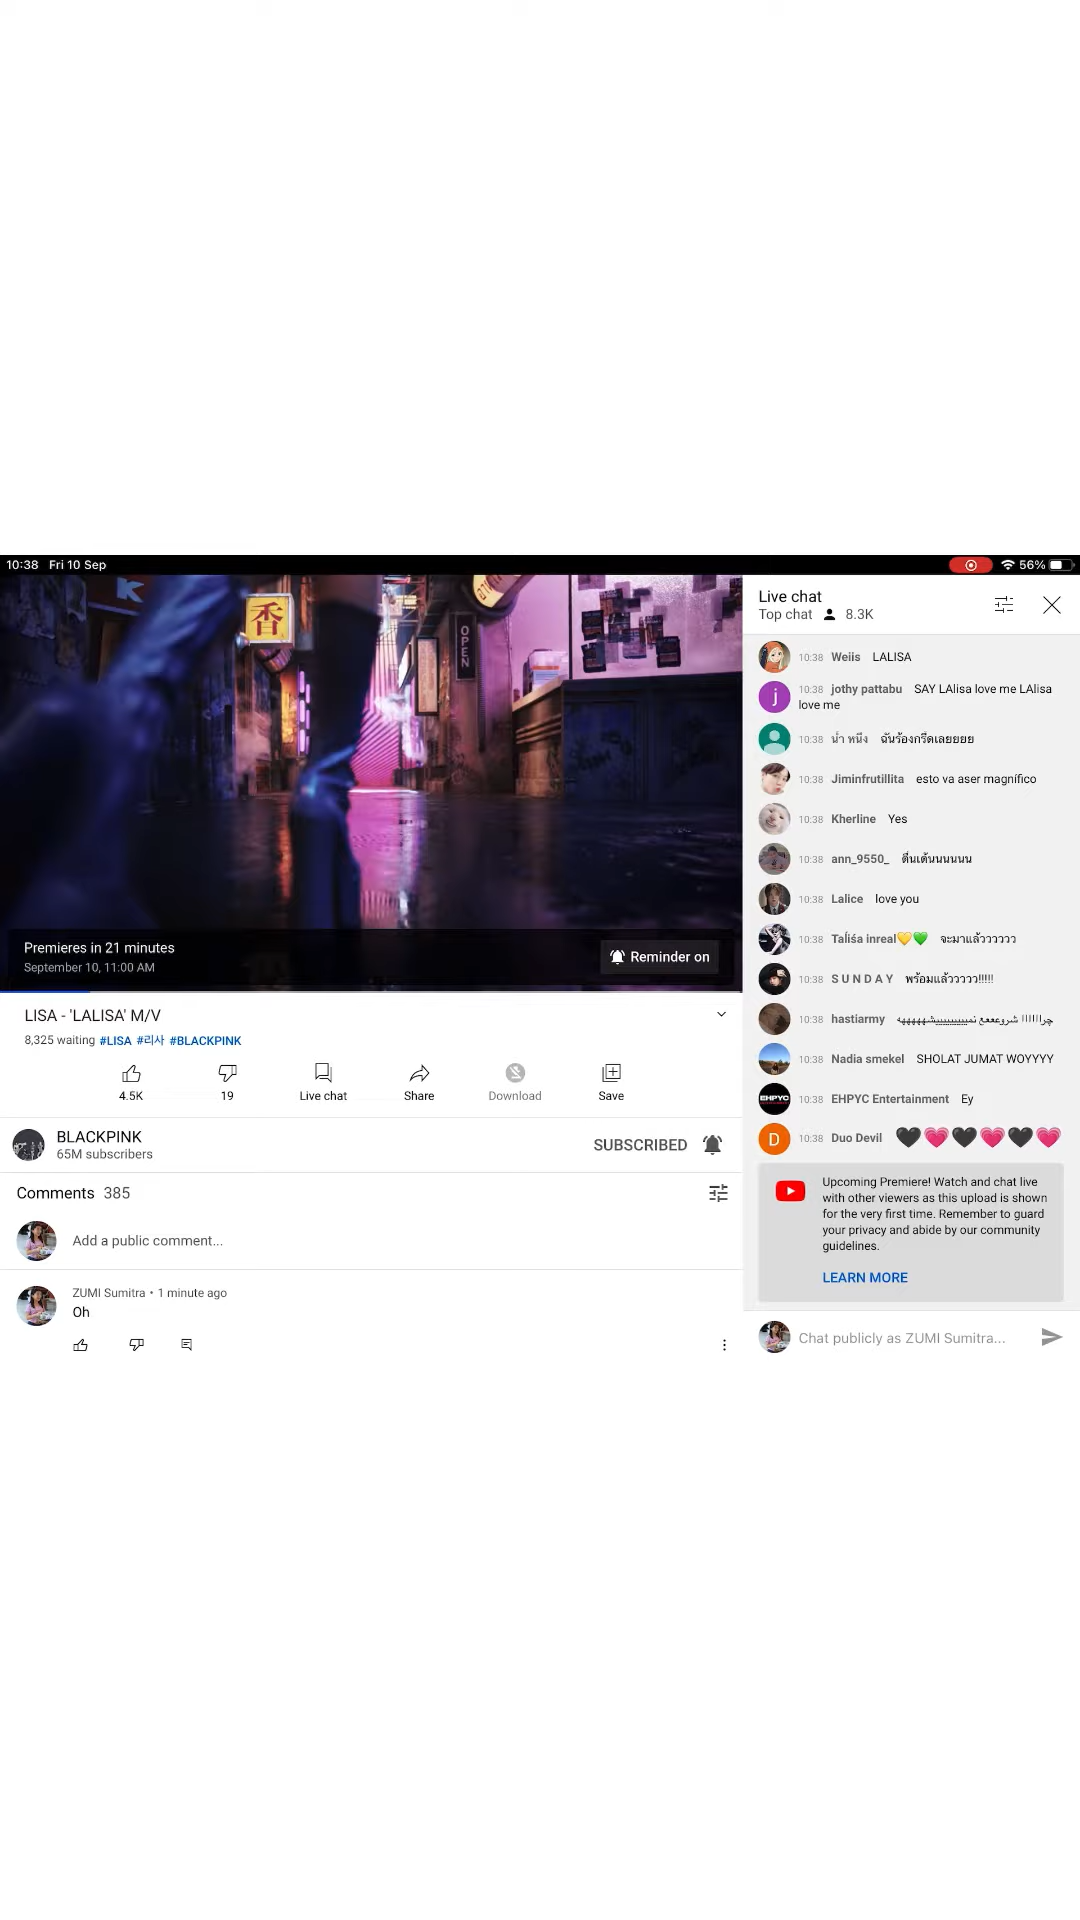 10:38 Fri 10 Sep
56%
K
香
OPEN
Premieres in 21 minutes
September 10, 11:00 AM
Reminder on
LISA - 'LALISA' M/V
8,325 waiting #LISA #리사 #BLACKPINK
4.5K
19
Live chat
Share
Download
Save
BLACKPINK
65M subscribers
SUBSCRIBED
Comments 385
Add a public comment...
ZUMI Sumitra • 1 minute ago
Oh
Live chat
Top chat 8.3K
10:38 Weiis LALISA
j
10:38 jothy pattabu SAY LAlisa love me LAlisa
love me
10:38 น้ำ หนึ่ง ฉันร้องกรี๊ดเลยยยย
10:38 Jiminfrutillita esto va aser magnífico
10:38 Kherline Yes
10:38 ann_9550_ ตื่นเต้นนนนนน
10:38 Lalice love you
10:38 Taĺiśa inreal💛💚 จะมาแล้วววววว
10:38 S U N D A Y พร้อมแล้ววววว!!!!!
10:38 hastiarmy
10:38 Nadia smekel SHOLAT JUMAT WOYYYY
EHPYC
10:38 EHPYC Entertainment Ey
D
10:38 Duo Devil 🖤💗🖤💗🖤💗
Upcoming Premiere! Watch and chat live
with other viewers as this upload is shown
for the very first time. Remember to guard
your privacy and abide by our community
guidelines.
LEARN MORE
Chat publicly as ZUMI Sumitra...